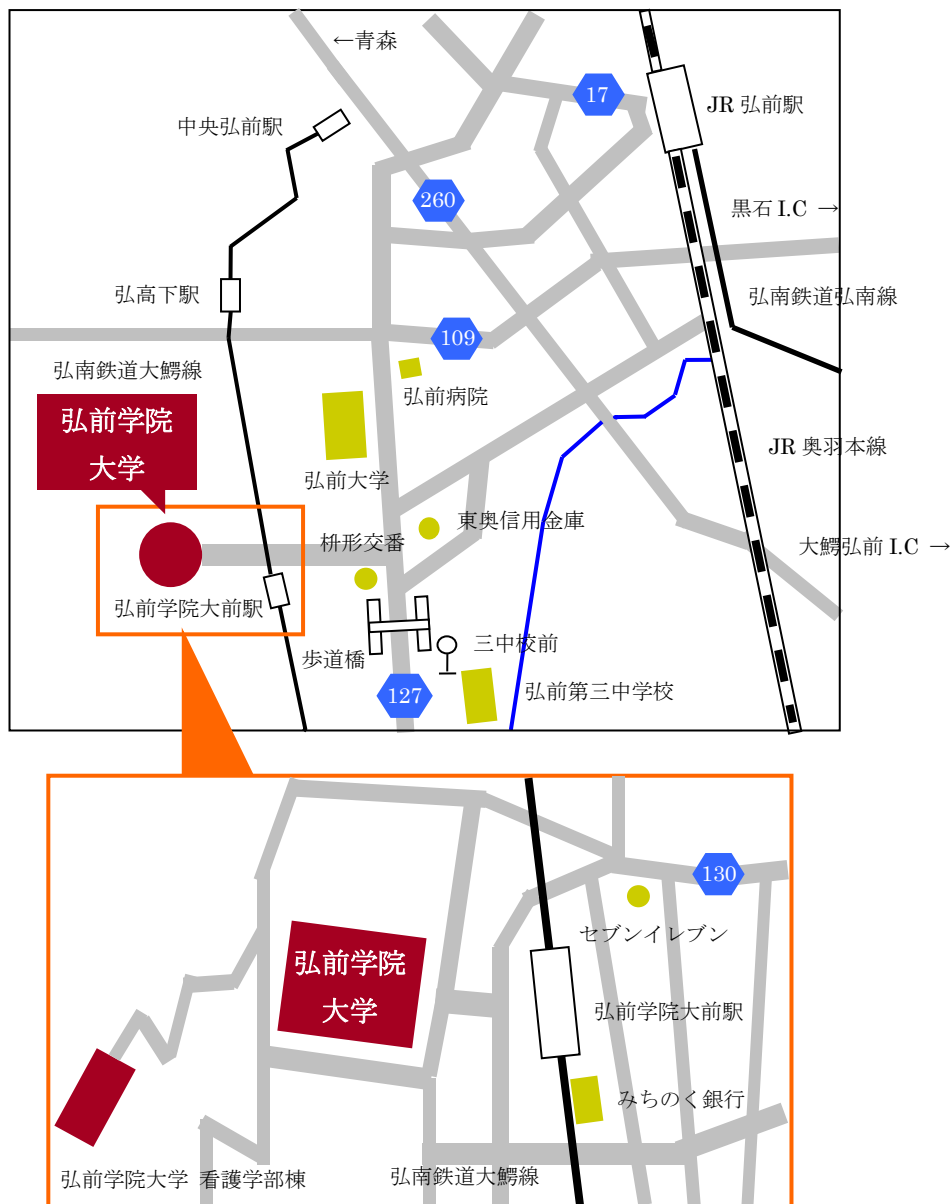 ←青森
17
JR 弘前駅
中央弘前駅
260
黒石 I.C →
弘高下駅
弘南鉄道弘南線
109
弘南鉄道大鰐線
弘前病院
弘前学院
大学
JR 奥羽本線
弘前大学
東奥信用金庫
枡形交番
大鰐弘前 I.C →
弘前学院大前駅
三中校前
歩道橋
127
弘前第三中学校
130
セブンイレブン
弘前学院
大学
弘前学院大前駅
みちのく銀行
弘前学院大学 看護学部棟
弘南鉄道大鰐線